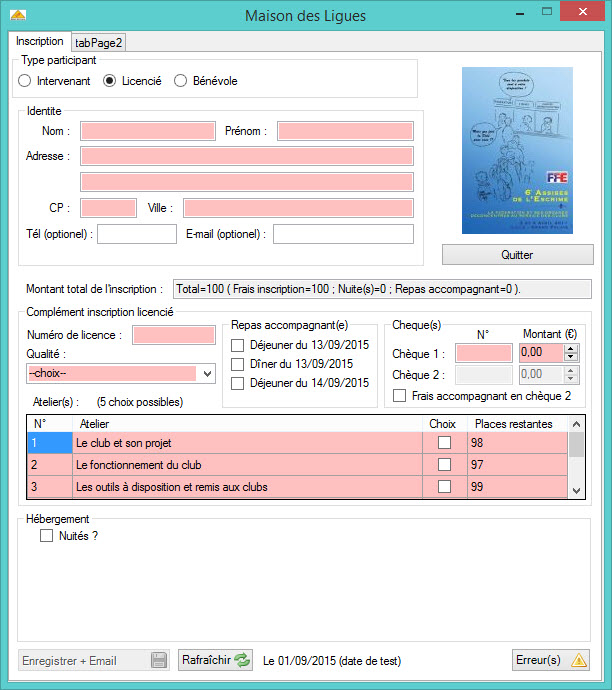 Maison des Ligues
Inscription tabPage2
Type participant
Intervenant Licencié Bénévole
Identite
Nom : Prénom :
Adresse :
CP : Ville :
Tél (optionel) : E-mail (optionel) :
FFE
6e Assises
de l'Escrime
Quitter
Montant total de l'inscription : Total=100 ( Frais inscription=100 ; Nuite(s)=0 ; Repas accompagnant=0 ).
Complément inscription licencié
Numéro de licence :
Qualité :
--choix--
Repas accompagnant(e)
Déjeuner du 13/09/2015
Dîner du 13/09/2015
Déjeuner du 14/09/2015
Cheque(s)
N° Montant (€)
Chèque 1 : 0,00
Chèque 2 : 0,00
Frais accompagnant en chèque 2
Atelier(s) : (5 choix possibles)
N° Atelier Choix Places restantes
1 Le club et son projet 98
2 Le fonctionnement du club 97
3 Les outils à disposition et remis aux clubs 99
Hébergement
Nuités ?
Enregistrer + Email Rafraîchir Le 01/09/2015 (date de test) Erreur(s)